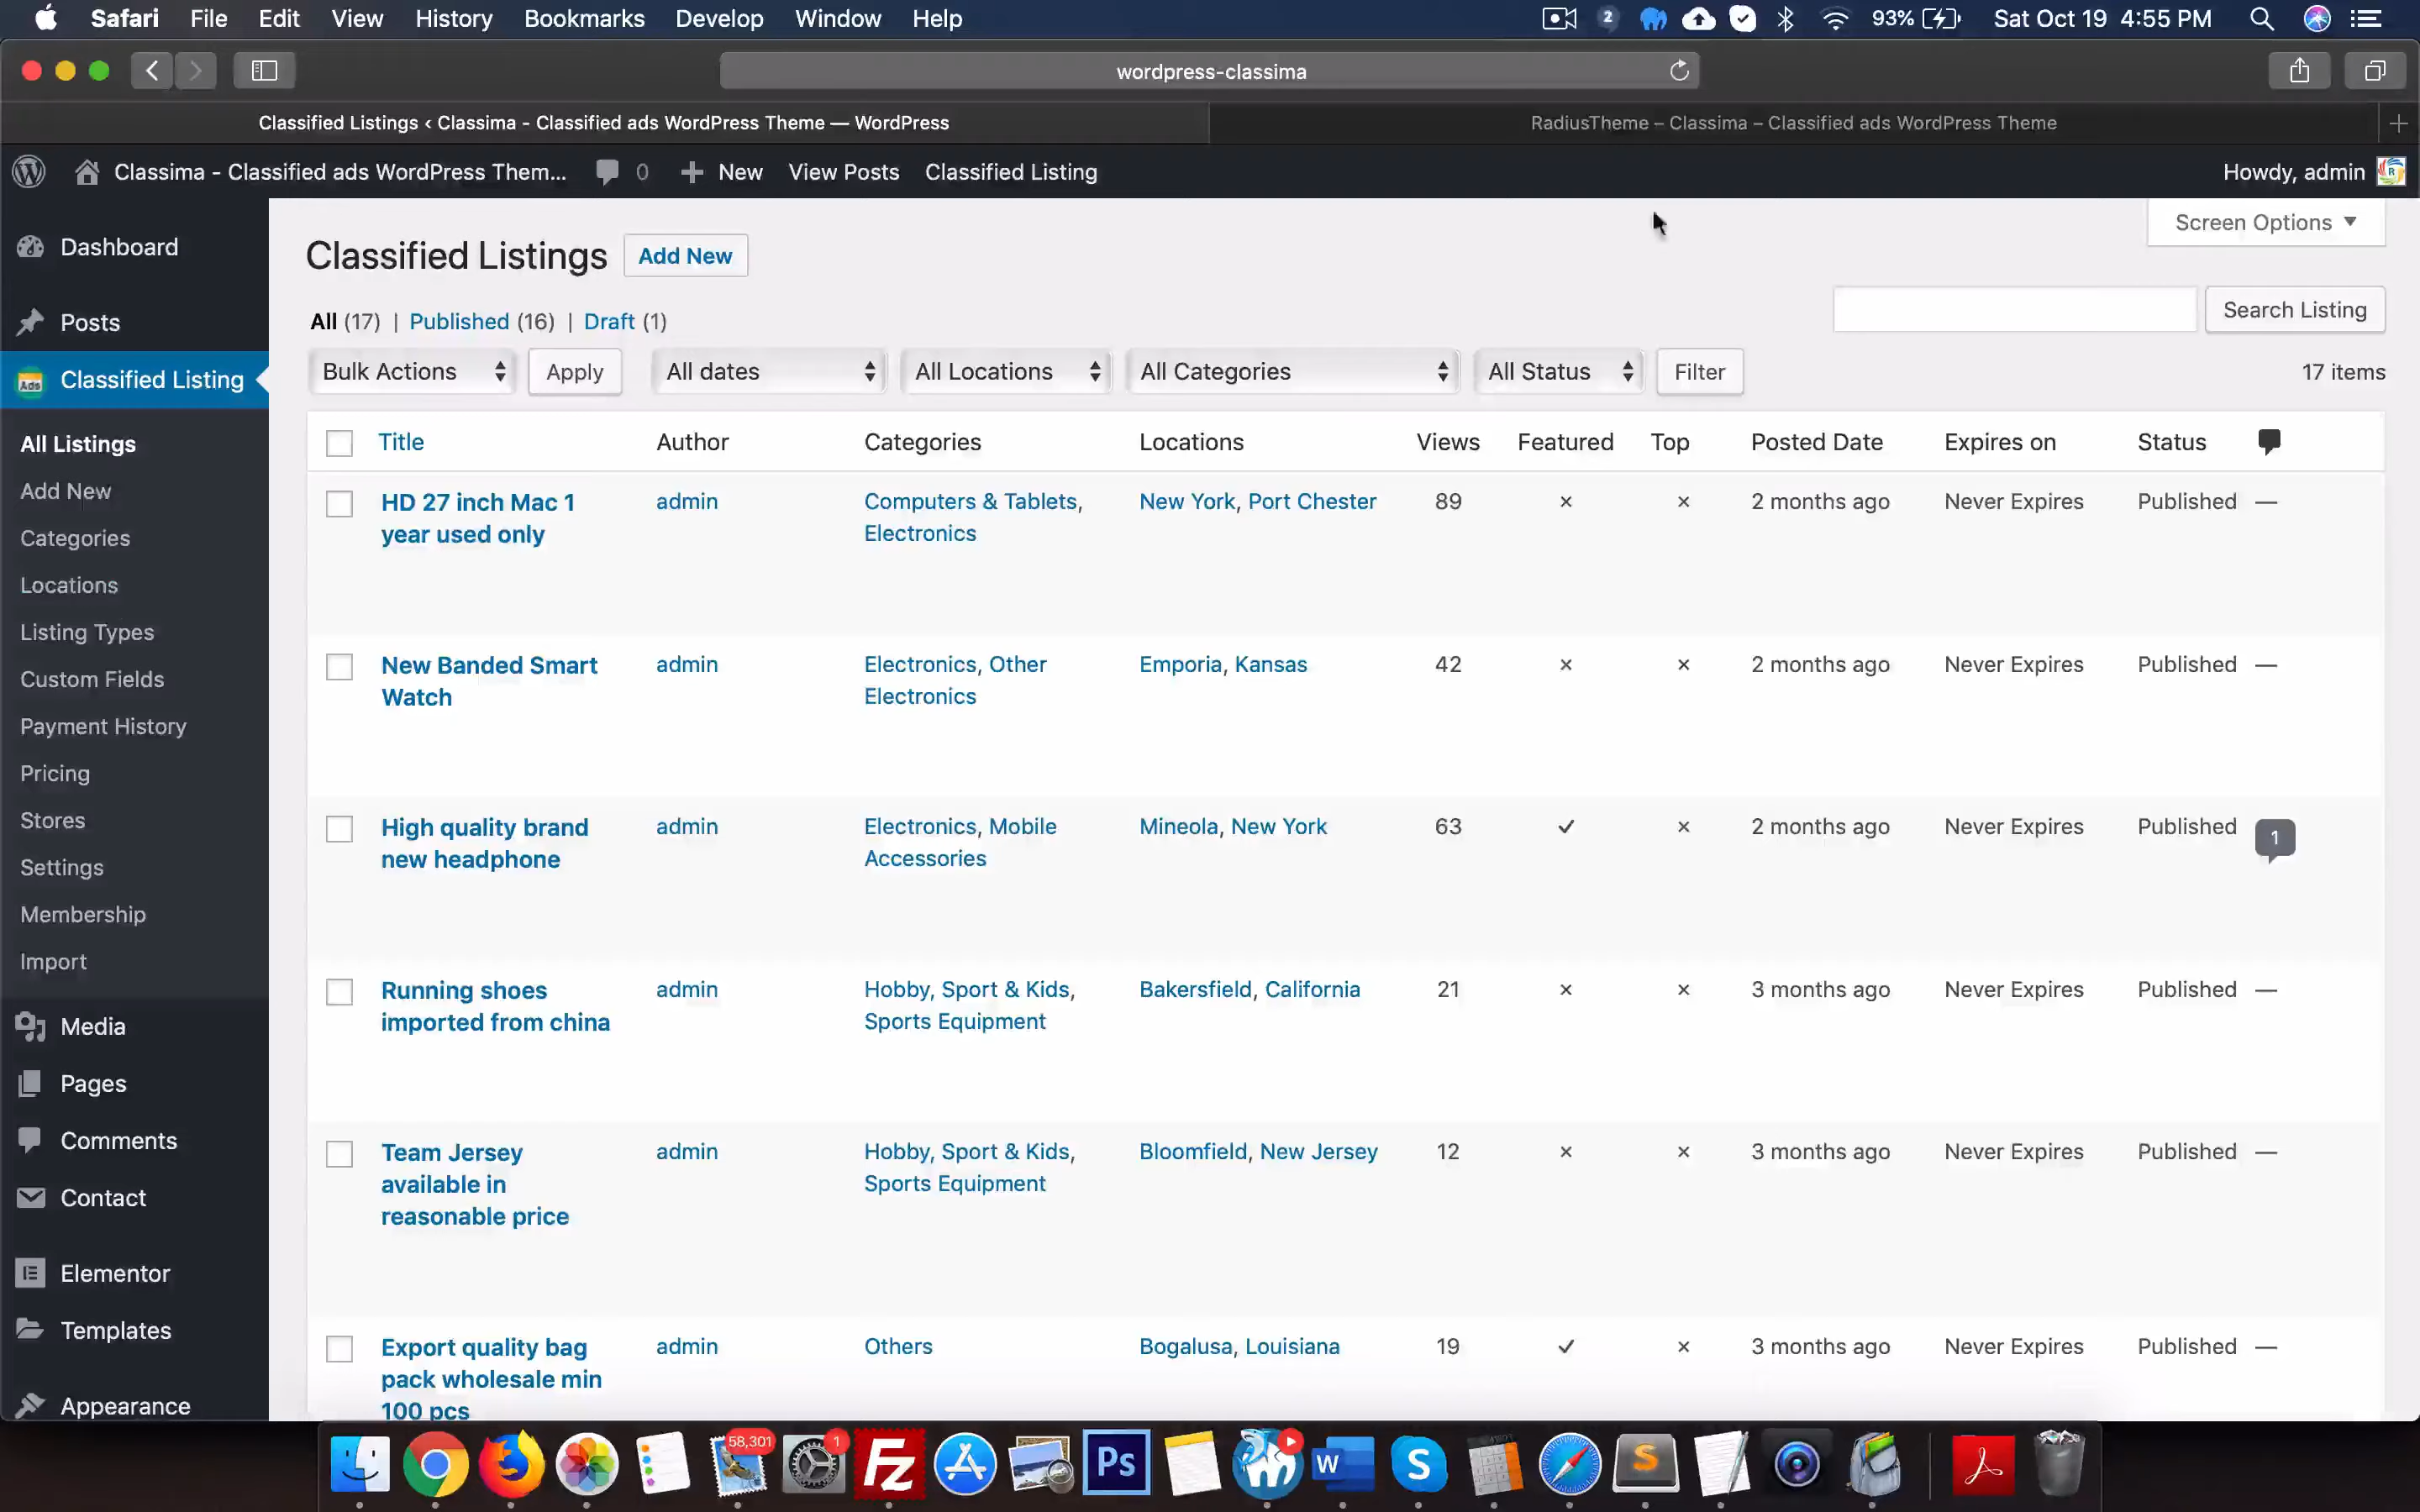 Safari File Edit View History Bookmarks Develop Window Help 2 93% Sat Oct 19 4:55 PM
wordpress-classima
Classified Listings ‹ Classima - Classified ads WordPress Theme — WordPress RadiusTheme – Classima – Classified ads WordPress Theme
Classima - Classified ads WordPress Them... 0 New View Posts Classified Listing Howdy, admin
Screen Options
Classified Listings Add New
Search Listing
All (17) | Published (16) | Draft (1)
Bulk Actions Apply All dates All Locations All Categories All Status Filter 17 items
Title Author Categories Locations Views Featured Top Posted Date Expires on Status
HD 27 inch Mac 1 admin Computers & Tablets, New York, Port Chester 89 × × 2 months ago Never Expires Published —
year used only Electronics
New Banded Smart admin Electronics, Other Emporia, Kansas 42 × × 2 months ago Never Expires Published —
Watch Electronics
High quality brand admin Electronics, Mobile Mineola, New York 63 ✓ × 2 months ago Never Expires Published 1
new headphone Accessories
Running shoes admin Hobby, Sport & Kids, Bakersfield, California 21 × × 3 months ago Never Expires Published —
imported from china Sports Equipment
Team Jersey admin Hobby, Sport & Kids, Bloomfield, New Jersey 12 × × 3 months ago Never Expires Published —
available in Sports Equipment
reasonable price
Export quality bag admin Others Bogalusa, Louisiana 19 ✓ × 3 months ago Never Expires Published —
pack wholesale min
100 pcs
Dashboard
Posts
Ads Classified Listing
All Listings
Add New
Categories
Locations
Listing Types
Custom Fields
Payment History
Pricing
Stores
Settings
Membership
Import
Media
Pages
Comments
Contact
Elementor
Templates
Appearance
58,301 1 Fz Ps W S S